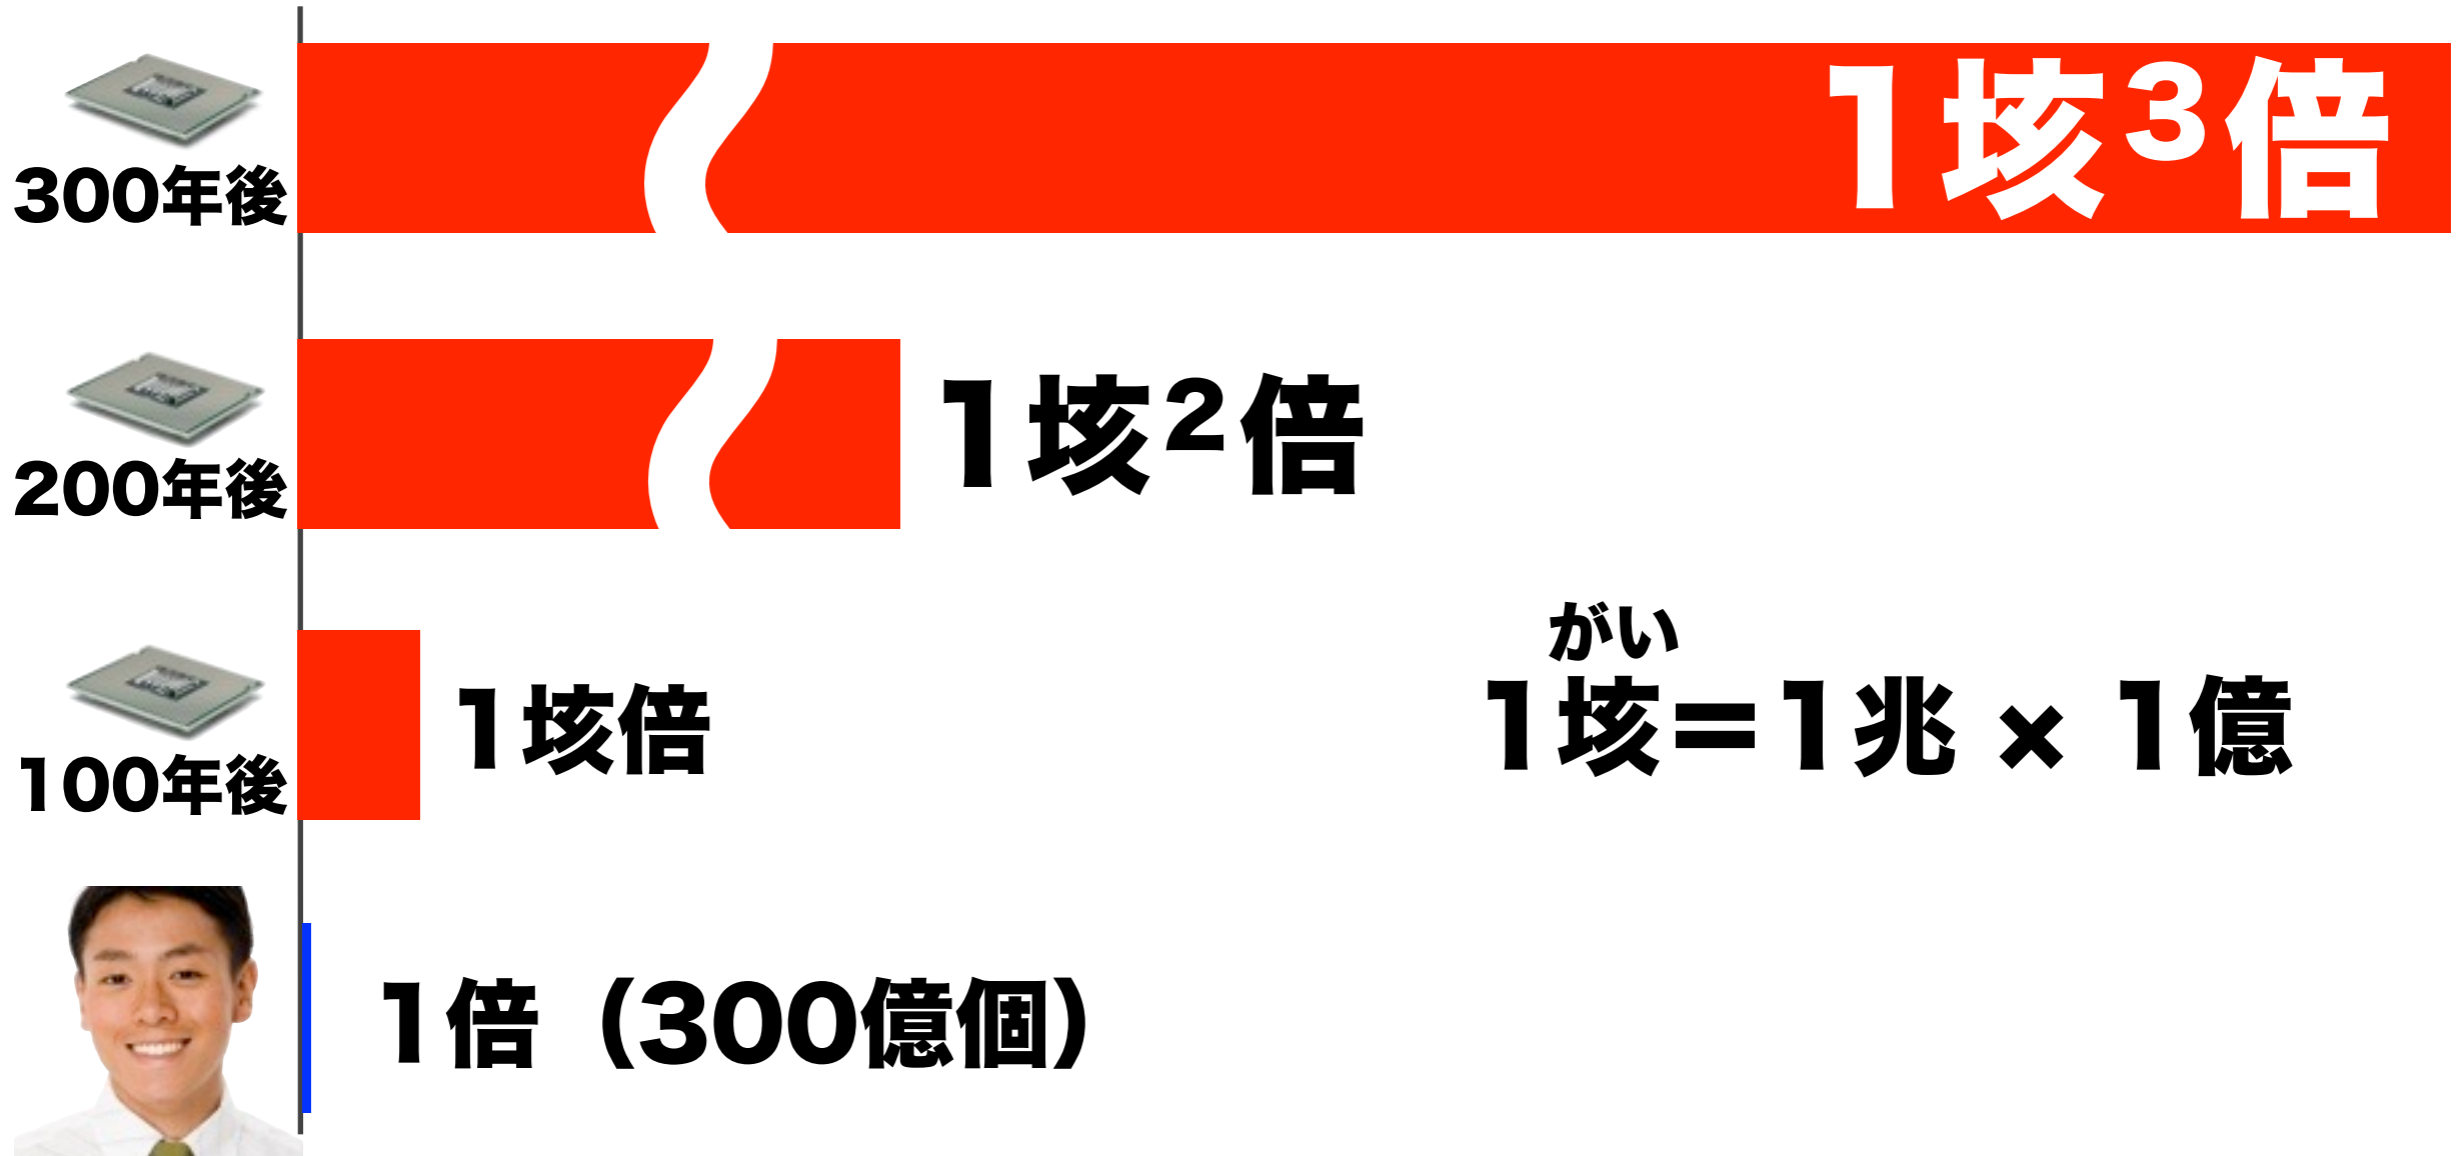 1垓³倍
300年後
1垓²倍
200年後
1垓倍
100年後
がい
1垓=1兆 × 1億
1倍（300億個）